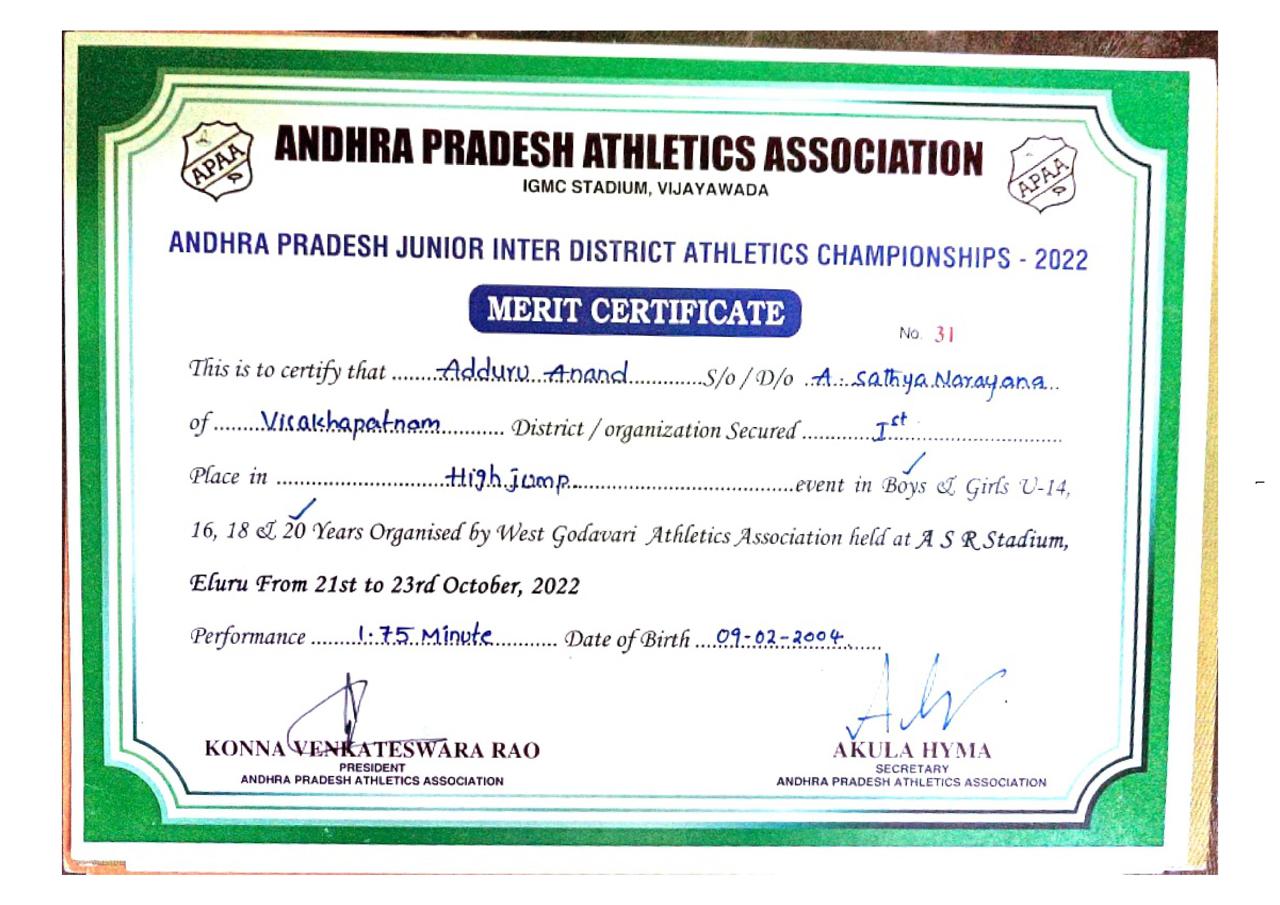 APAA
ANDHRA PRADESH ATHLETICS ASSOCIATION
APAA
IGMC STADIUM, VIJAYAWADA
ANDHRA PRADESH JUNIOR INTER DISTRICT ATHLETICS CHAMPIONSHIPS - 2022
MERIT CERTIFICATE
No. 31
This is to certify that ........Adduru Anand..............S/o / D/o .A. Sathya Narayana..
of ........Visakhapatnam............ District / organization Secured ............Ist............................
Place in ................................High jump..........................................event in Boys & Girls U-14,
16, 18 & 20 Years Organised by West Godavari Athletics Association held at A S R Stadium,
Eluru From 21st to 23rd October, 2022
Performance ........1.75 Minute............ Date of Birth ....09-02-2004......
KONNA VENKATESWARA RAO
PRESIDENT
ANDHRA PRADESH ATHLETICS ASSOCIATION
AKULA HYMA
SECRETARY
ANDHRA PRADESH ATHLETICS ASSOCIATION